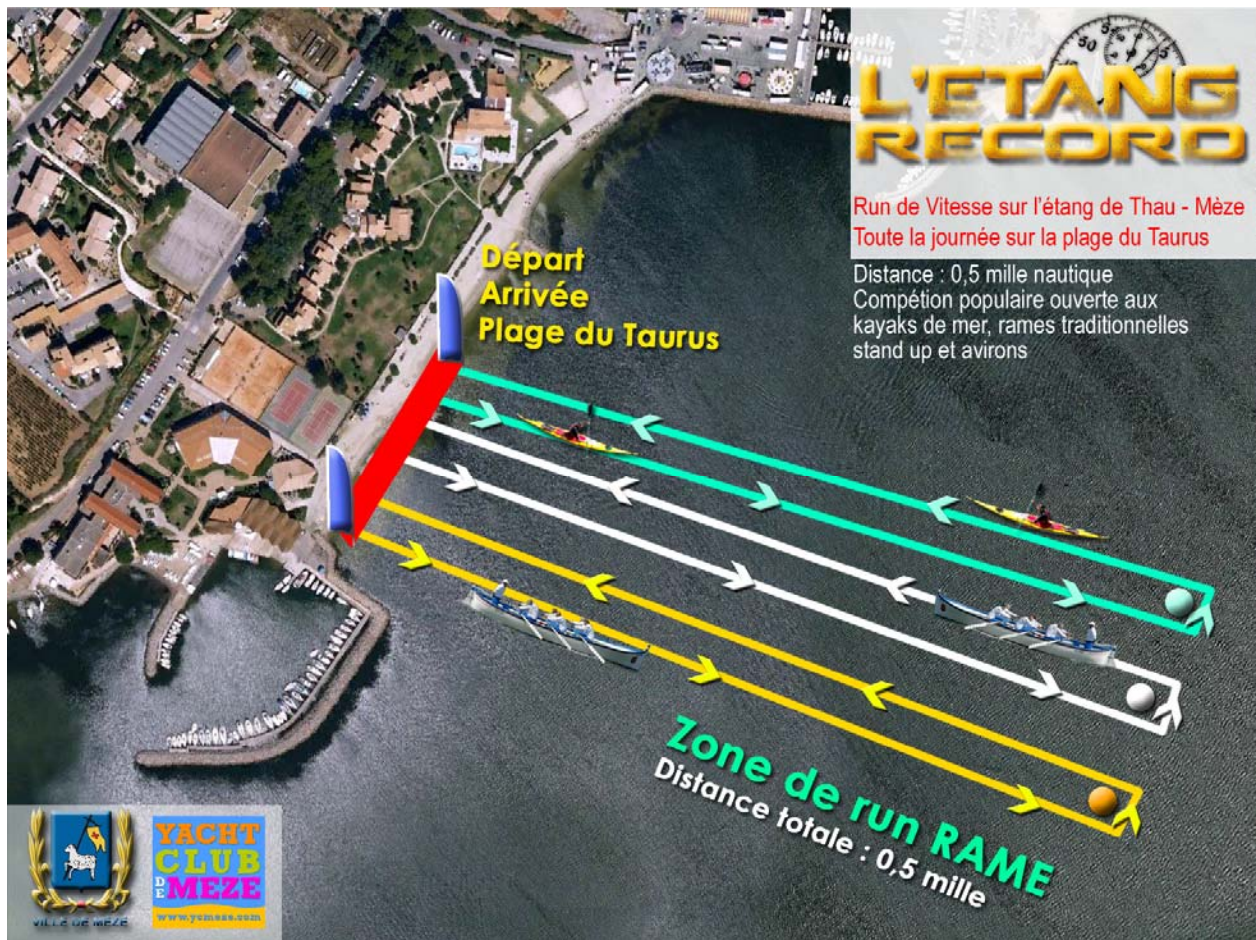 L'ETANG
RECORD
Run de Vitesse sur l'étang de Thau - Mèze
Toute la journée sur la plage du Taurus
Distance : 0,5 mille nautique
Compétion populaire ouverte aux
kayaks de mer, rames traditionnelles
stand up et avirons
Départ
Arrivée
Plage du Taurus
Zone de run RAME
Distance totale : 0,5 mille
VILLE DE MEZE
YACHT
CLUB
DE MEZE
www.ycmeze.com